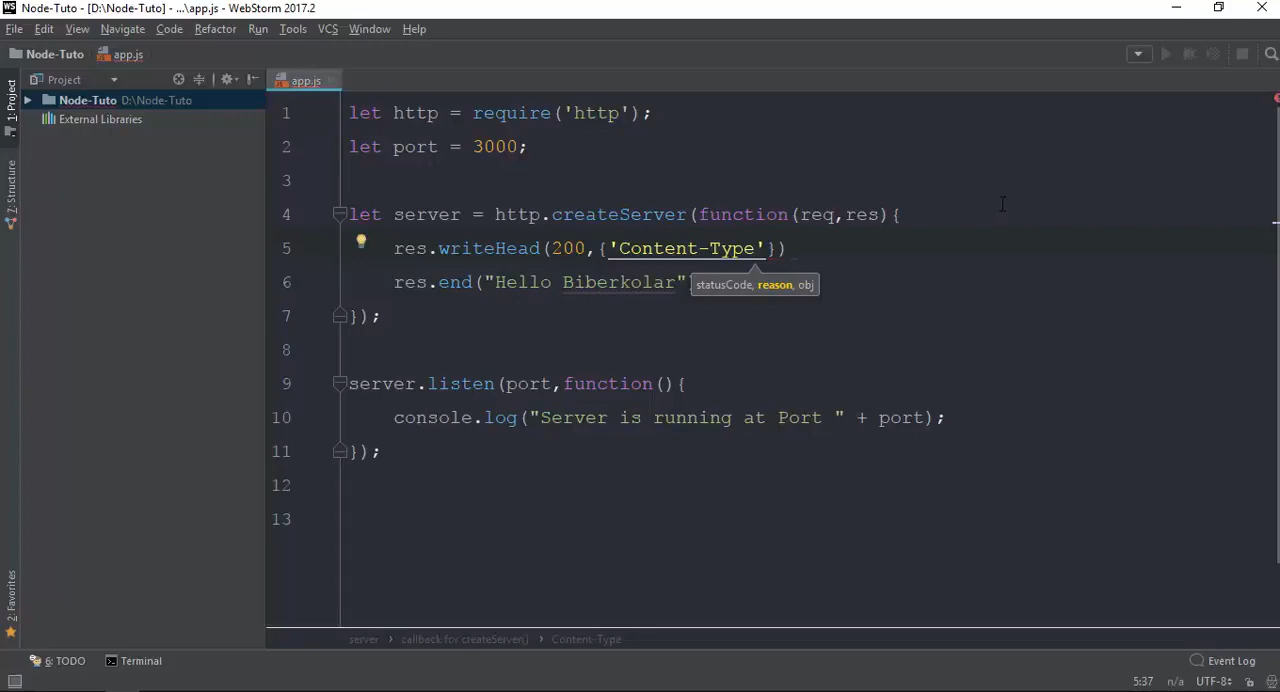 WS Node-Tuto - [D:\Node-Tuto] - ...\app.js - WebStorm 2017.2
File Edit View Navigate Code Refactor Run Tools VCS Window Help
Node-Tuto app.js
Project
app.js
1: Project
Node-Tuto D:\Node-Tuto
External Libraries
7: Structure
2: Favorites
1 let http = require('http');
2 let port = 3000;
3
4 let server = http.createServer(function(req,res){
5 res.writeHead(200,{'Content-Type'})
6 res.end("Hello Biberkolar"
statusCode, reason, obj
7 });
8
9 server.listen(port,function(){
10 console.log("Server is running at Port " + port);
11 });
12
13
server › callback for createServer() › Content-Type
6: TODO Terminal Event Log
5:37 n/a UTF-8